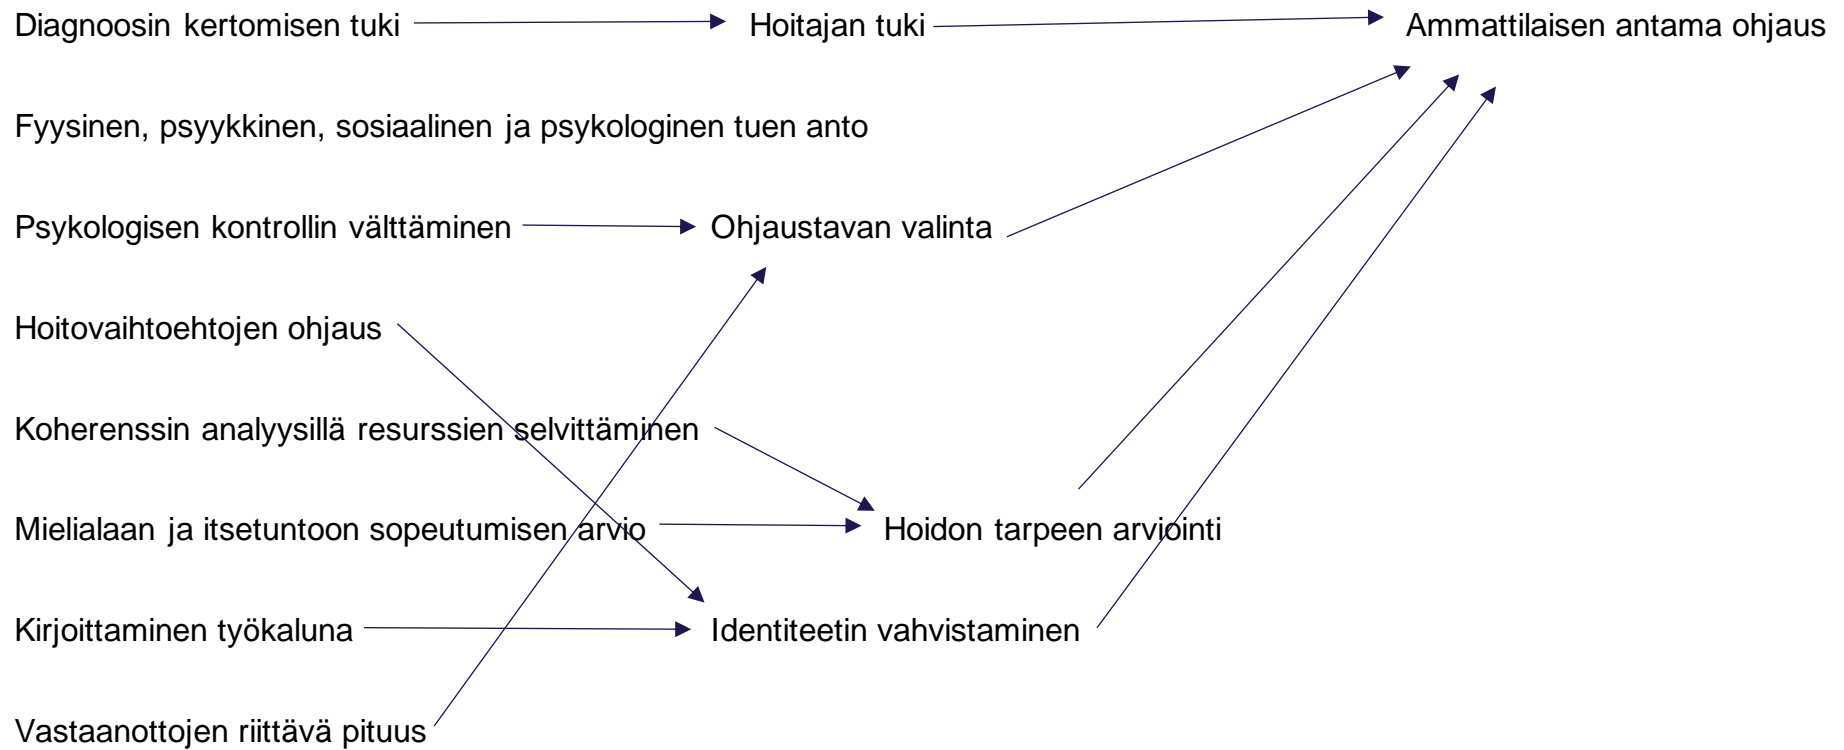 Diagnoosin kertomisen tuki Hoitajan tuki Ammattilaisen antama ohjaus
Fyysinen, psyykkinen, sosiaalinen ja psykologinen tuen anto
Psykologisen kontrollin välttäminen Ohjaustavan valinta
Hoitovaihtoehtojen ohjaus
Koherenssin analyysillä resurssien selvittäminen
Mielialaan ja itsetuntoon sopeutumisen arvio Hoidon tarpeen arviointi
Kirjoittaminen työkaluna Identiteetin vahvistaminen
Vastaanottojen riittävä pituus